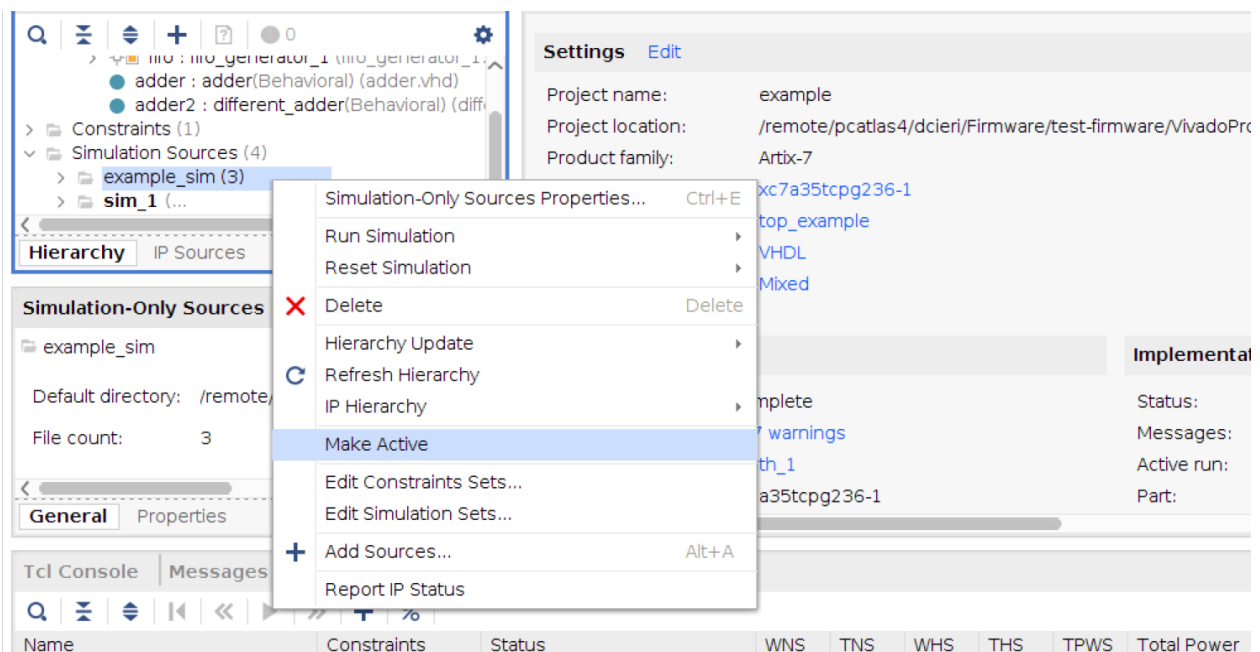 0
fifo : fifo_generator_1 (fifo_generator_1.
adder : adder(Behavioral) (adder.vhd)
adder2 : different_adder(Behavioral) (diffe
Constraints (1)
Simulation Sources (4)
example_sim (3)
sim_1 (...
Hierarchy IP Sources
Simulation-Only Sources
example_sim
Default directory: /remote/
File count: 3
General Properties
Simulation-Only Sources Properties... Ctrl+E
Run Simulation
Reset Simulation
Delete Delete
Hierarchy Update
Refresh Hierarchy
IP Hierarchy
Make Active
Edit Constraints Sets...
Edit Simulation Sets...
Add Sources... Alt+A
Report IP Status
Settings Edit
Project name: example
Project location: /remote/pcatlas4/dcieri/Firmware/test-firmware/VivadoPro
Product family: Artix-7
xc7a35tcpg236-1
top_example
VHDL
Mixed
mplete
7 warnings
th_1
a35tcpg236-1
Implementat
Status:
Messages:
Active run:
Part:
Tcl Console Messages
%
Name Constraints Status WNS TNS WHS THS TPWS Total Power